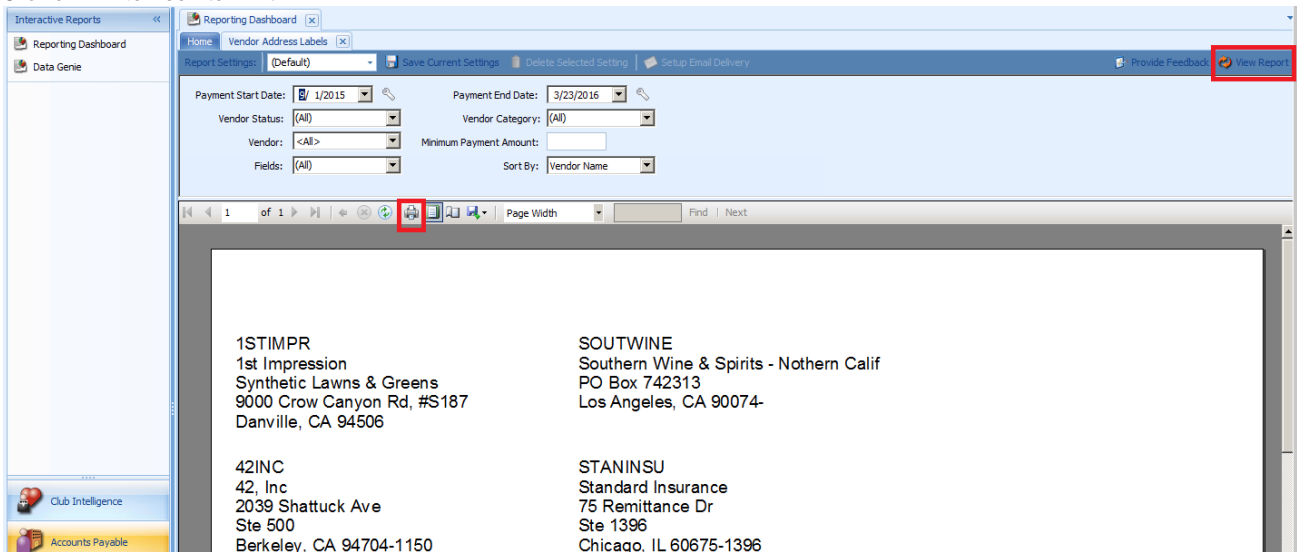 Interactive Reports «
Reporting Dashboard
Data Genie
Club Intelligence
Accounts Payable
Reporting Dashboard
Home Vendor Address Labels
Report Settings: (Default) Save Current Settings Delete Selected Setting Setup Email Delivery Provide Feedback View Report
Payment Start Date: 9/ 1/2015 Payment End Date: 3/23/2016
Vendor Status: (All) Vendor Category: (All)
Vendor: <All> Minimum Payment Amount:
Fields: (All) Sort By: Vendor Name
1 of 1 Page Width Find | Next
1STIMPR
1st Impression
Synthetic Lawns & Greens
9000 Crow Canyon Rd, #S187
Danville, CA 94506
SOUTWINE
Southern Wine & Spirits - Nothern Calif
PO Box 742313
Los Angeles, CA 90074-
42INC
42, Inc
2039 Shattuck Ave
Ste 500
Berkeley, CA 94704-1150
STANINSU
Standard Insurance
75 Remittance Dr
Ste 1396
Chicago, IL 60675-1396